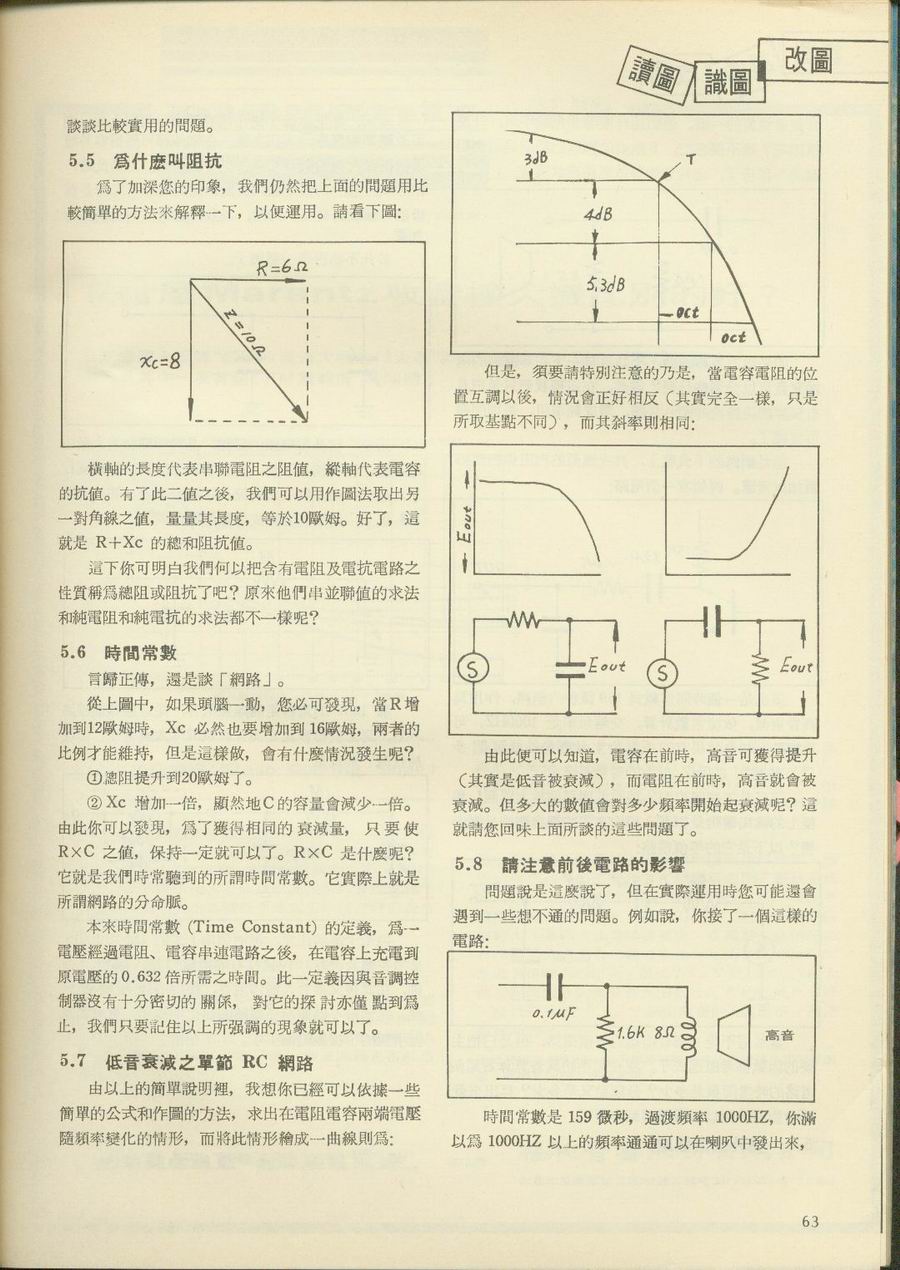 讀圖
識圖
改圖
談談比較實用的問題。
5.5 爲什麽叫阻抗
爲了加深您的印象，我們仍然把上面的問題用比
較簡單的方法來解釋一下，以便運用。請看下圖：
R=6Ω
Z=10Ω
xc=8
橫軸的長度代表串聯電阻之阻值，縱軸代表電容
的抗值。有了此二值之後，我們可以用作圖法取出另
一對角線之值，量量其長度，等於10歐姆。好了，這
就是 R+Xc 的總和阻抗值。
這下你可明白我們何以把含有電阻及電抗電路之
性質稱爲總阻或阻抗了吧？原來他們串並聯值的求法
和純電阻和純電抗的求法都不一樣呢？
5.6 時間常數
言歸正傳，還是談「網路」。
從上圖中，如果頭腦一動，您必可發現，當R增
加到12歐姆時，Xc 必然也要增加到 16歐姆，兩者的
比例才能維持，但是這樣做，會有什麼情況發生呢？
①總阻提升到20歐姆了。
② Xc 增加一倍，顯然地C的容量會減少一倍。
由此你可以發現，爲了獲得相同的衰減量，只要使
R×C 之值，保持一定就可以了。R×C 是什麼呢？
它就是我們時常聽到的所謂時間常數。它實際上就是
所謂網路的分命脈。
本來時間常數 (Time Constant) 的定義，爲一
電壓經過電阻、電容串連電路之後，在電容上充電到
原電壓的 0.632 倍所需之時間。此一定義因與音調控
制器沒有十分密切的關係，對它的探討亦僅點到爲
止，我們只要記住以上所强調的現象就可以了。
5.7 低音衰減之單節 RC 網路
由以上的簡單說明裡，我想你已經可以依據一些
簡單的公式和作圖的方法，求出在電阻電容兩端電壓
隨頻率變化的情形，而將此情形繪成一曲線則爲：
3dB
T
4dB
5.3dB
oct
oct
但是，須要請特別注意的乃是，當電容電阻的位
置互調以後，情況會正好相反（其實完全一樣，只是
所取基點不同），而其斜率則相同：
Eout
S
Eout
S
Eout
由此便可以知道，電容在前時，高音可獲得提升
（其實是低音被衰減），而電阻在前時，高音就會被
衰減。但多大的數值會對多少頻率開始起衰減呢？這
就請您回味上面所談的這些問題了。
5.8 請注意前後電路的影響
問題說是這麽說了，但在實際運用時您可能還會
遇到一些想不通的問題。例如說，你接了一個這樣的
電路：
0.1μF
1.6K 8Ω
高音
時間常數是 159 微秒，過渡頻率 1000HZ，你滿
以爲 1000HZ 以上的頻率通通可以在喇叭中發出來，
63